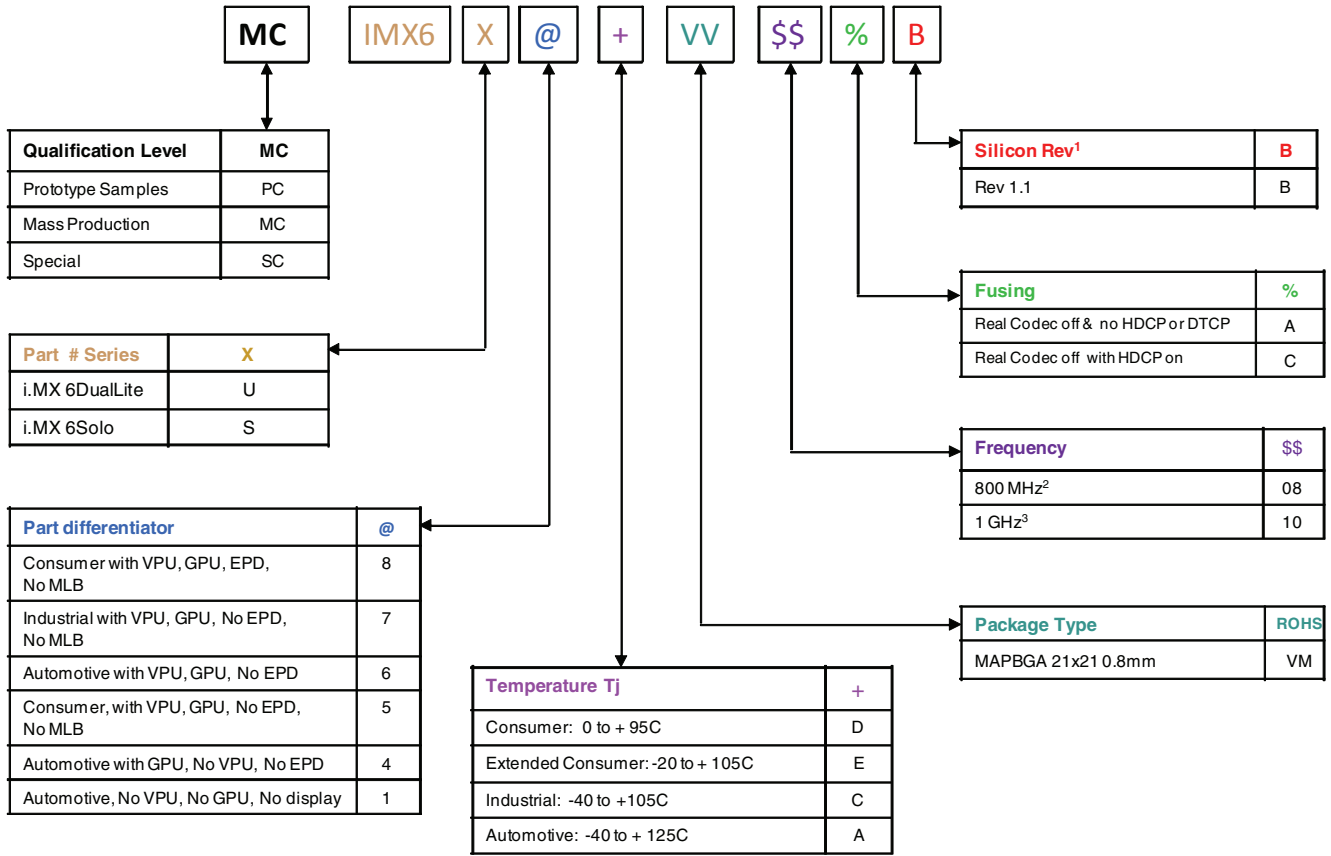 MC IMX6 X @ + VV $$ % B
Qualification Level MC
Prototype Samples PC
Mass Production MC
Special SC
Part # Series X
i.MX 6DualLite U
i.MX 6Solo S
Part differentiator @
Consumer with VPU, GPU, EPD,
No MLB 8
Industrial with VPU, GPU, No EPD,
No MLB 7
Automotive with VPU, GPU, No EPD 6
Consumer, with VPU, GPU, No EPD,
No MLB 5
Automotive with GPU, No VPU, No EPD 4
Automotive, No VPU, No GPU, No display 1
Temperature Tj +
Consumer: 0 to + 95C D
Extended Consumer: -20 to + 105C E
Industrial: -40 to +105C C
Automotive: -40 to + 125C A
Silicon Rev¹ B
Rev 1.1 B
Fusing %
Real Codec off & no HDCP or DTCP A
Real Codec off with HDCP on C
Frequency $$
800 MHz² 08
1 GHz³ 10
Package Type ROHS
MAPBGA 21x21 0.8mm VM